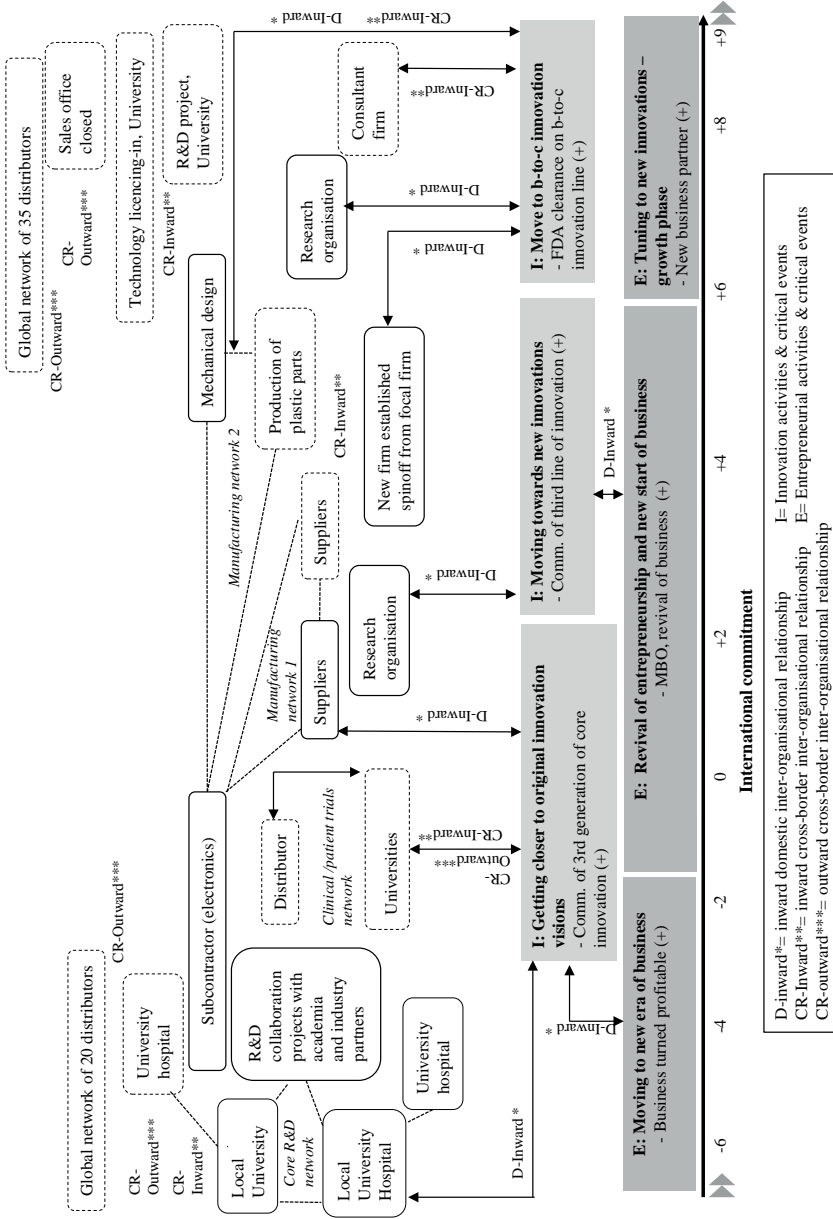 Global network of 20 distributors
CR-Outward***
CR-
Outward***
CR-
Inward**
University
hospital
Local
University
Core R&D
network
Local
University
Hospital
R&D
collaboration
projects with
academia
and industry
partners
University
hospital
D-Inward *
Subcontractor (electronics)
Distributor
Clinical /patient trials
network
Universities
CR-
Outward***
CR-Inward**
Manufacturing
network 1
Suppliers
Suppliers
D-Inward *
Manufacturing network 2
Mechanical design
Production of
plastic parts
CR-Inward**
Research
organisation
D-Inward *
New firm established
spinoff from focal firm
D-Inward *
Global network of 35 distributors
CR-Outward***
CR-
Outward***
Sales office
closed
Technology licencing-in, University
CR-Inward**
R&D project,
University
Research
organisation
D-Inward *
Consultant
firm
CR-Inward**
D-Inward *
CR-Inward**
I: Getting closer to original innovation
visions
- Comm. of 3rd generation of core
innovation (+)
I: Moving towards new innovations
- Comm. of third line of innovation (+)
I: Move to b-to-c innovation
- FDA clearance on b-to-c
innovation line (+)
D-Inward *
D-Inward *
E: Moving to new era of business
- Business turned profitable (+)
E: Revival of entrepreneurship and new start of business
- MBO, revival of business (+)
E: Tuning to new innovations –
growth phase
- New business partner (+)
-6
-4
-2
0
+2
+4
+6
+8
+9
International commitment
D-inward*= inward domestic inter-organisational relationship
I= Innovation activities & critical events
CR-Inward**= inward cross-border inter-organisational relationship
E= Entrepreneurial activities & critical events
CR-outward***= outward cross-border inter-organisational relationship